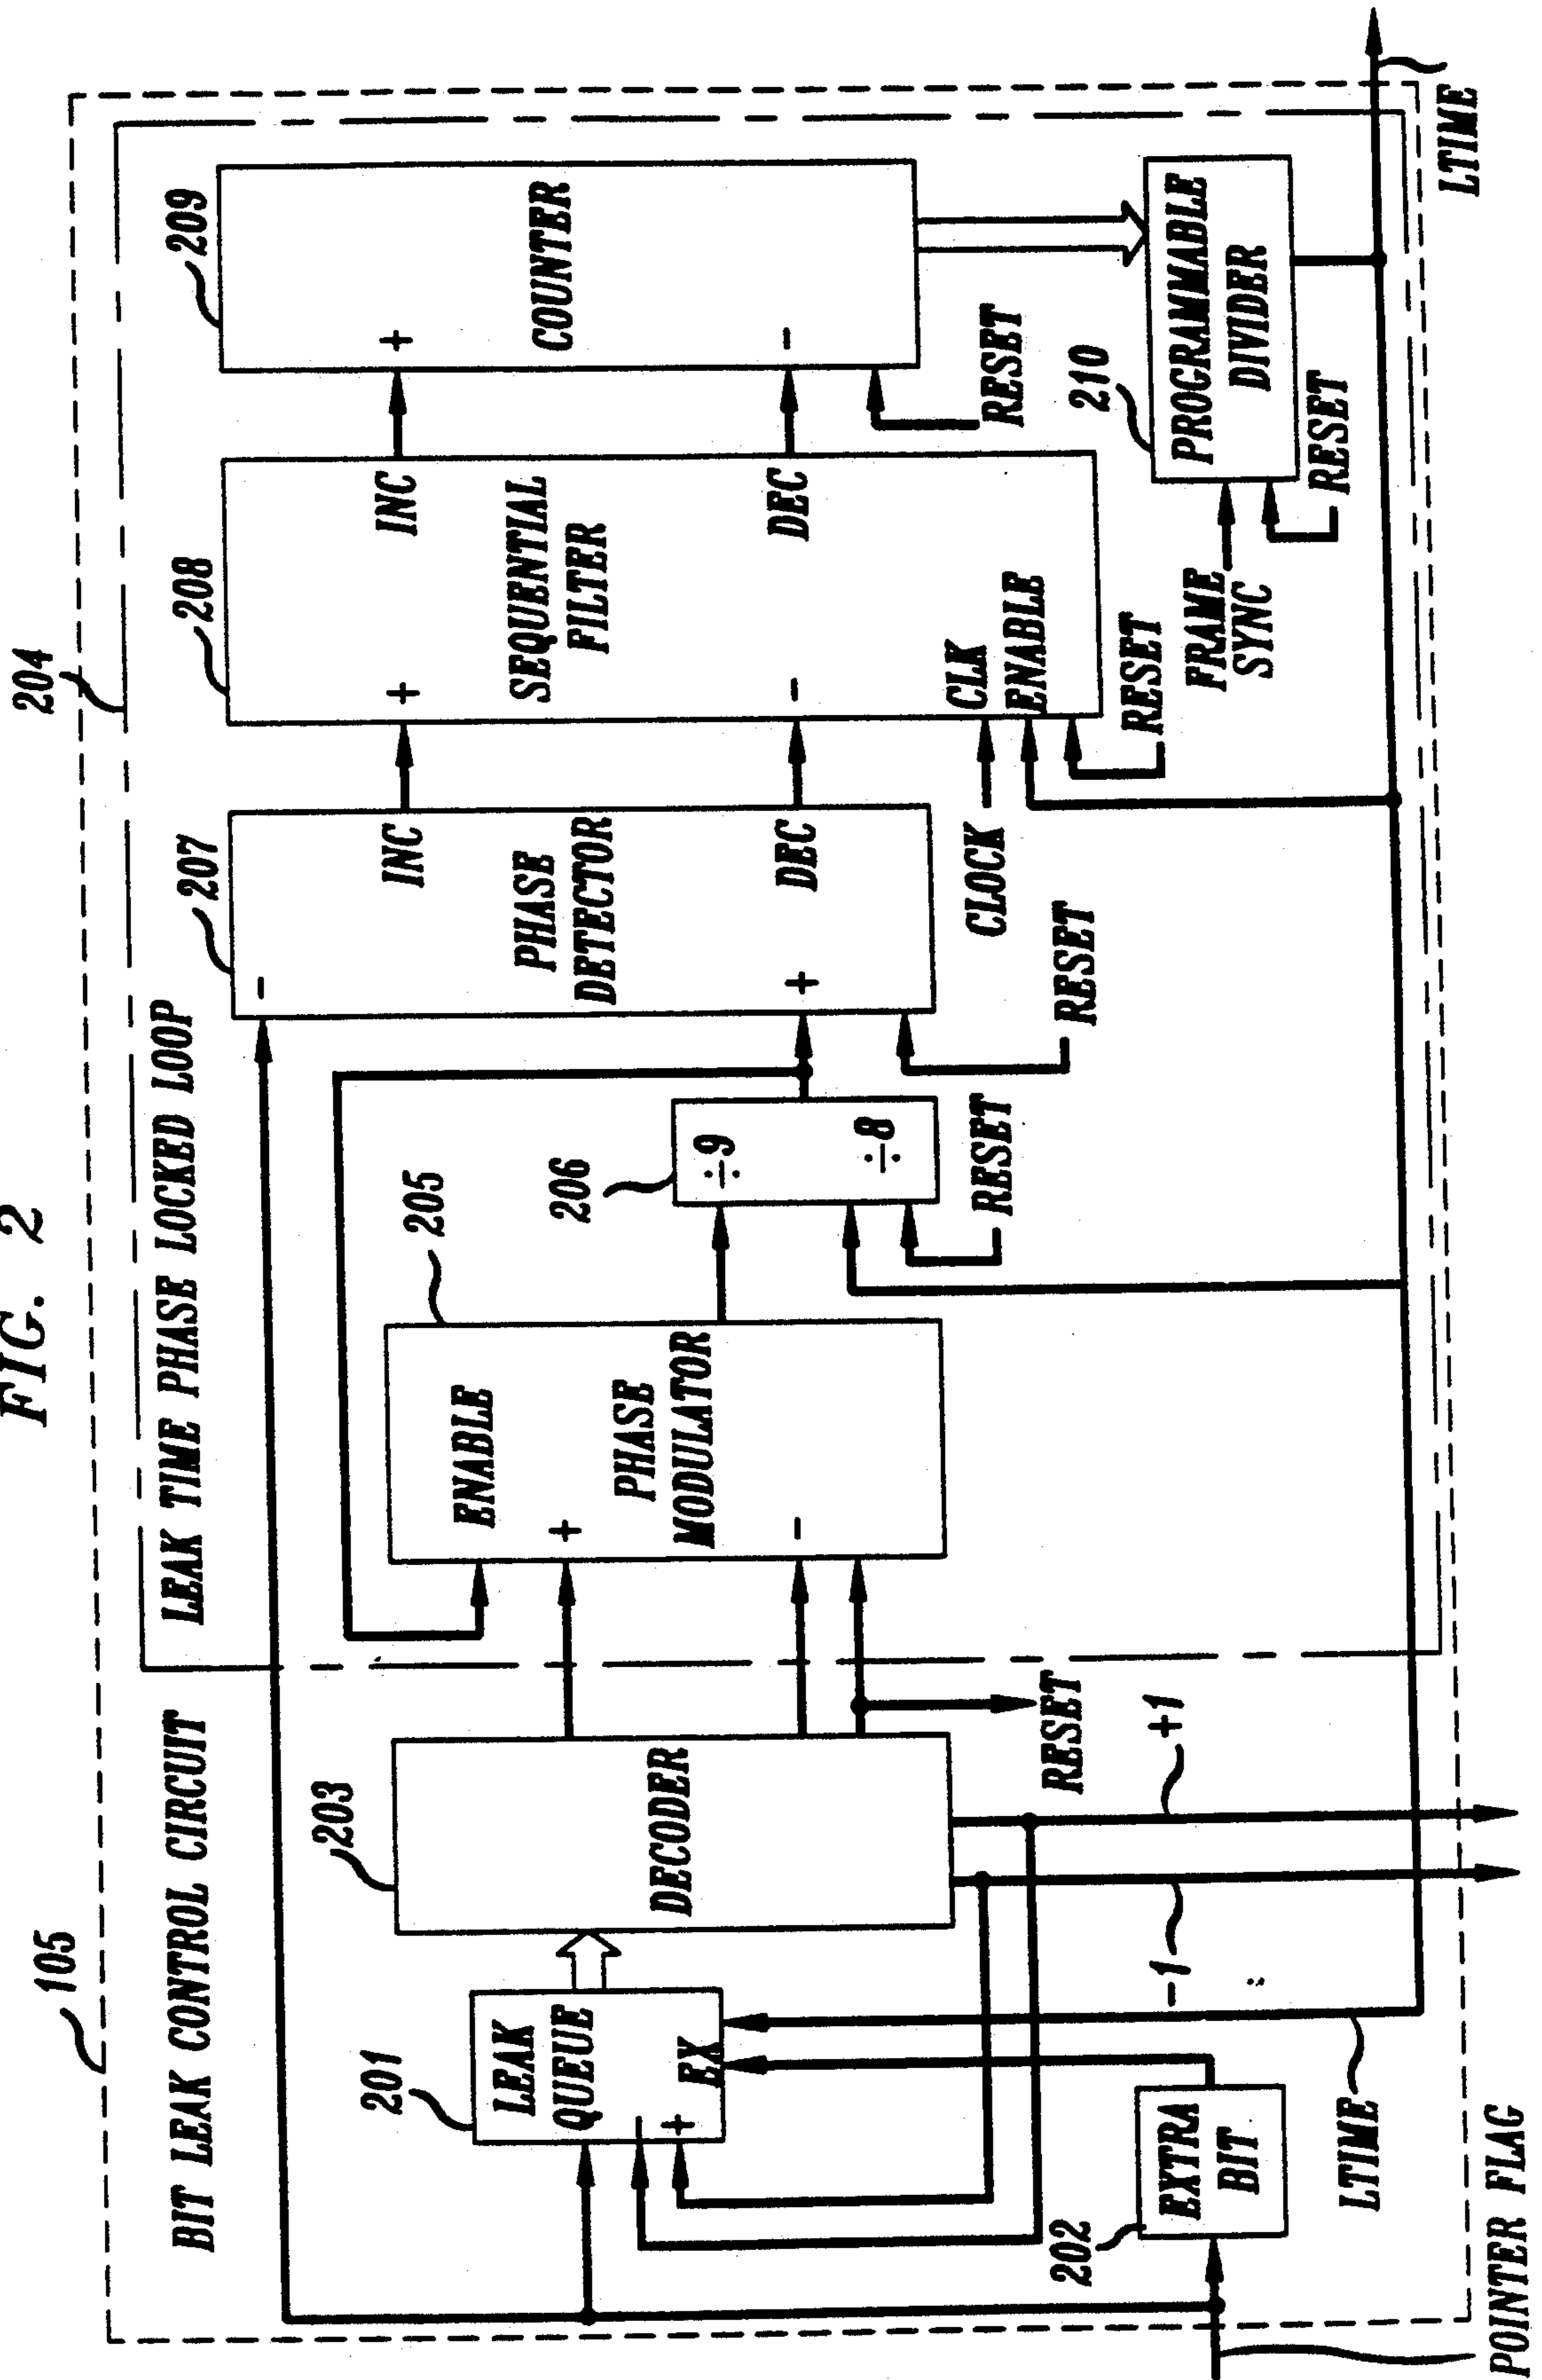 FIG. 2
105
204
BIT LEAK CONTROL CIRCUIT
LEAK TIME PHASE LOCKED LOOP
201
LEAK
QUEUE
EX
-
+
203
DECODER
205
ENABLE
+
PHASE
MODULATOR
-
206
÷9
÷8
RESET
207
-
INC
PHASE
DETECTOR
+
DEC
RESET
208
+
INC
SEQUENTIAL
FILTER
-
DEC
CLK
ENABLE
CLOCK
RESET
209
+
COUNTER
-
RESET
210
PROGRAMMABLE
DIVIDER
FRAME
SYNC
RESET
202
EXTRA
BIT
RESET
-1
+1
LTIME
LTIME
POINTER FLAG